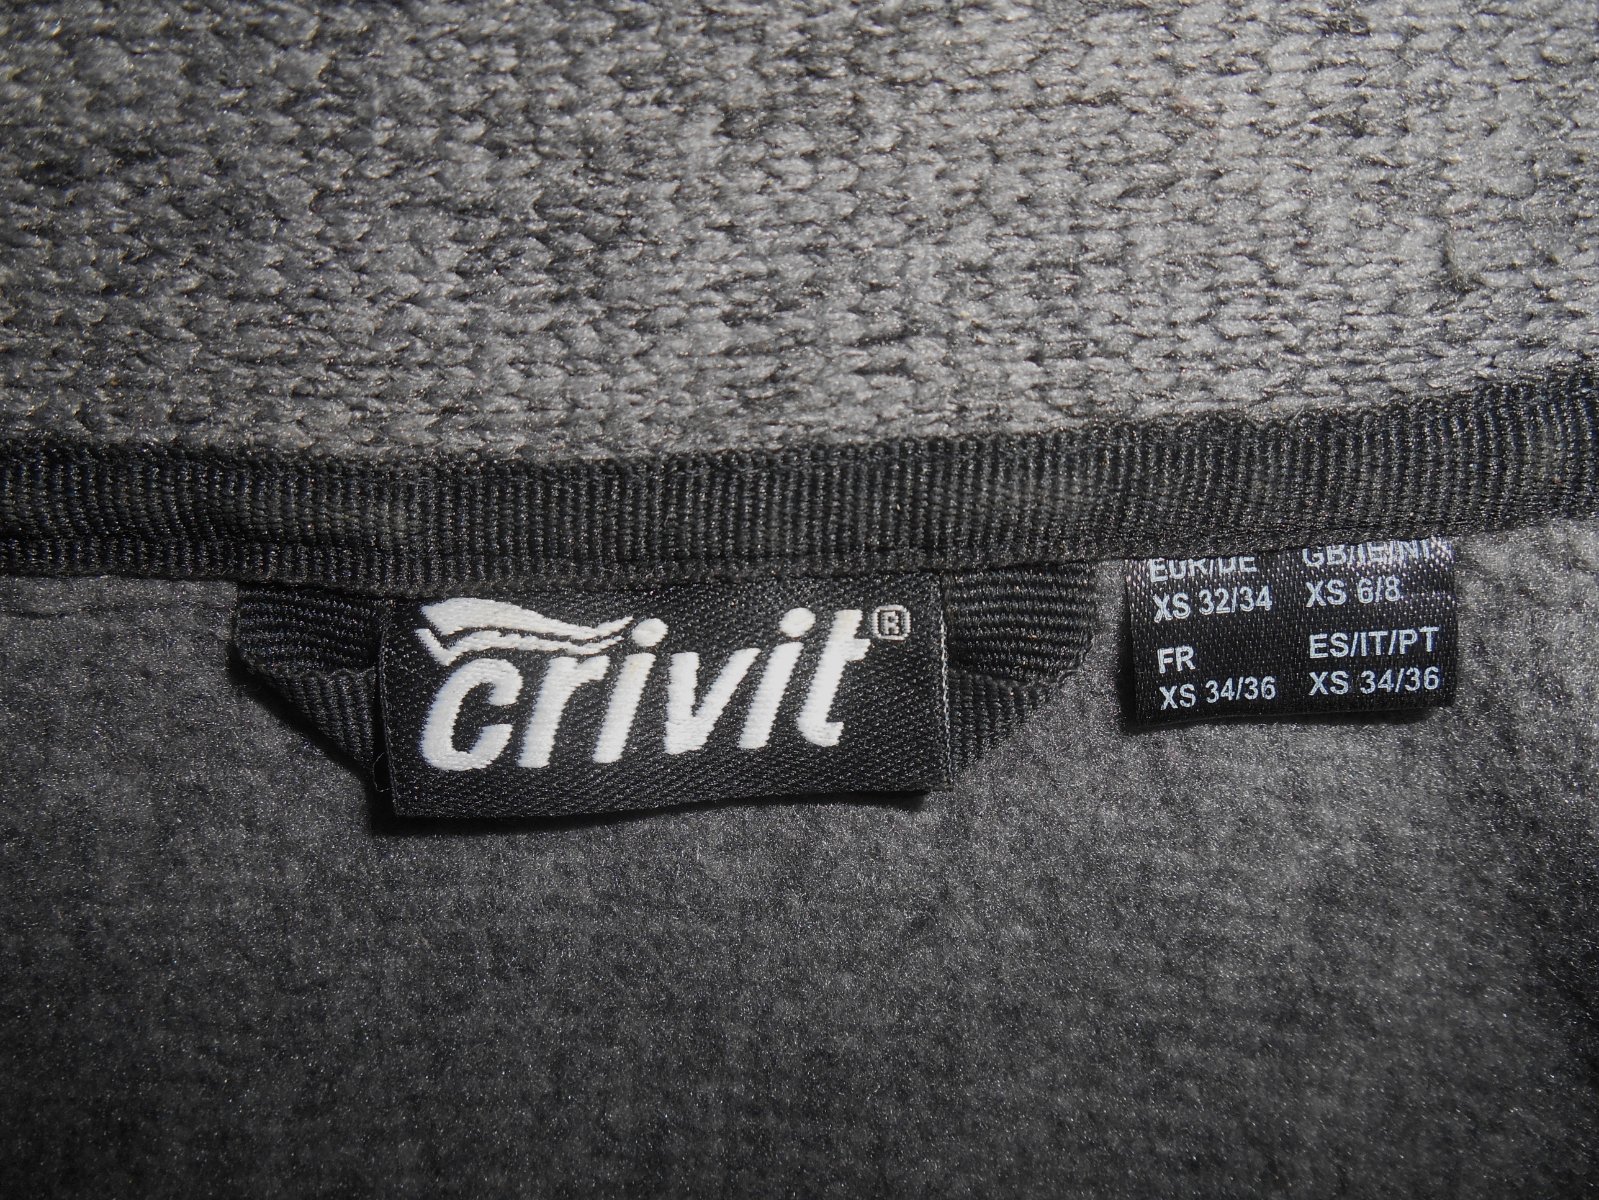 crivit®
EUR/DE
XS 32/34
GB/IE/NI
XS 6/8
FR
XS 34/36
ES/IT/PT
XS 34/36